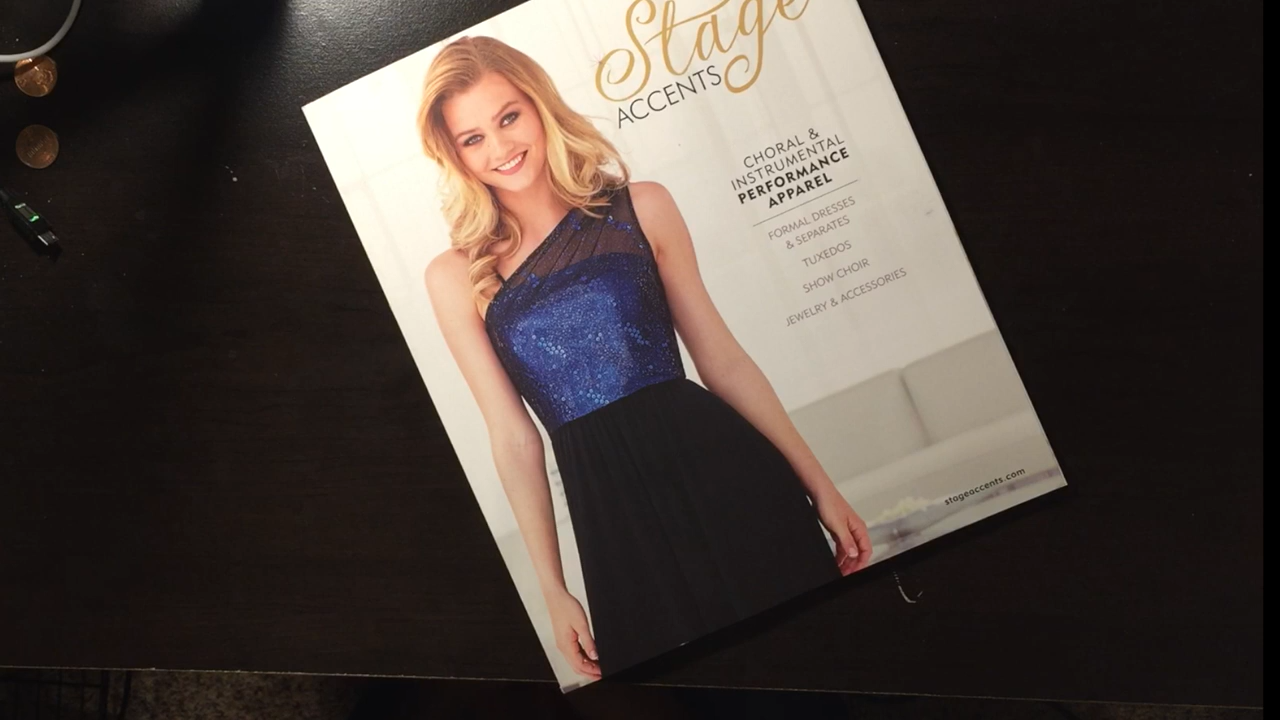 Stage
ACCENTS
CHORAL &
INSTRUMENTAL
PERFORMANCE
APPAREL
FORMAL DRESSES
& SEPARATES
TUXEDOS
SHOW CHOIR
JEWELRY & ACCESSORIES
stageaccents.com